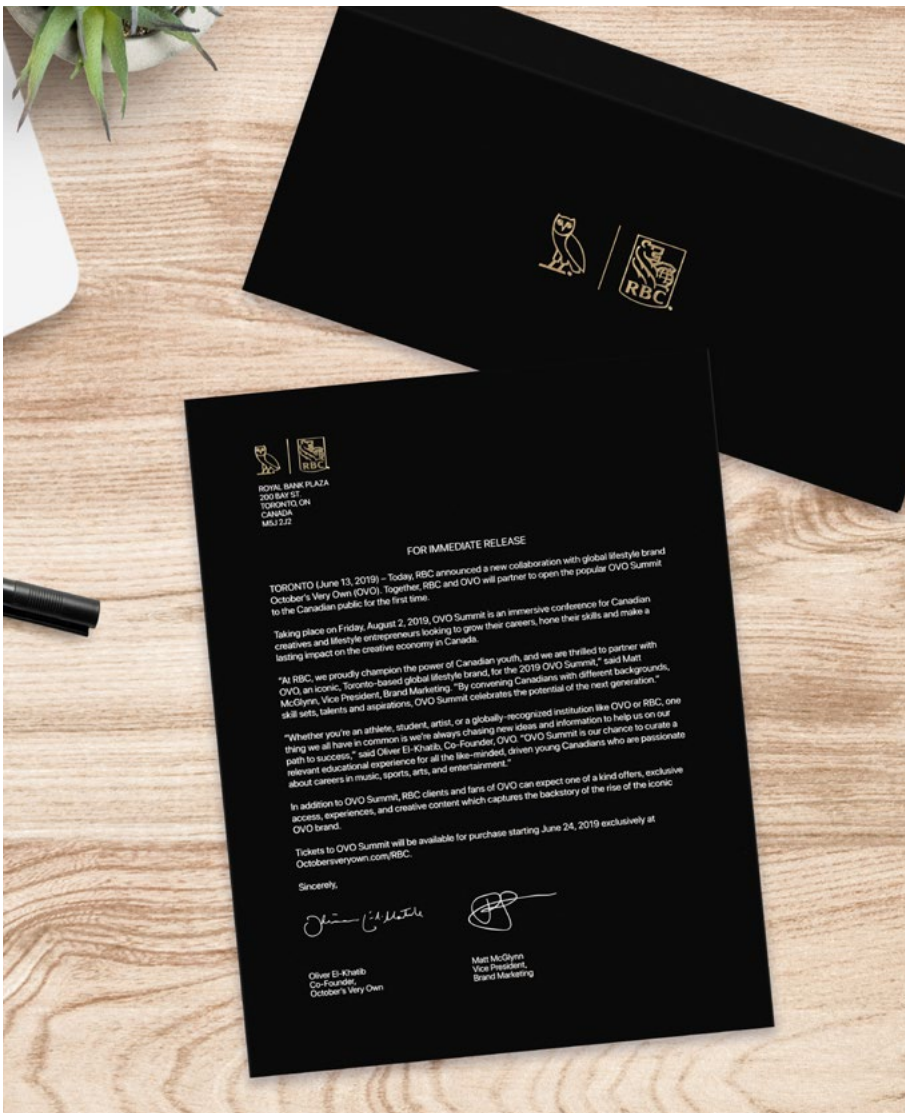 RBC
RBC
ROYAL BANK PLAZA
200 BAY ST.
TORONTO, ON
CANADA
M5J 2J2
FOR IMMEDIATE RELEASE
TORONTO (June 13, 2019) – Today, RBC announced a new collaboration with global lifestyle brand
October's Very Own (OVO). Together, RBC and OVO will partner to open the popular OVO Summit
to the Canadian public for the first time.
Taking place on Friday, August 2, 2019, OVO Summit is an immersive conference for Canadian
creatives and lifestyle entrepreneurs looking to grow their careers, hone their skills and make a
lasting impact on the creative economy in Canada.
"At RBC, we proudly champion the power of Canadian youth, and we are thrilled to partner with
OVO, an iconic, Toronto-based global lifestyle brand, for the 2019 OVO Summit," said Matt
McGlynn, Vice President, Brand Marketing. "By convening Canadians with different backgrounds,
skill sets, talents and aspirations, OVO Summit celebrates the potential of the next generation."
"Whether you're an athlete, student, artist, or a globally-recognized institution like OVO or RBC, one
thing we all have in common is we're always chasing new ideas and information to help us on our
path to success," said Oliver El-Khatib, Co-Founder, OVO. "OVO Summit is our chance to curate a
relevant educational experience for all the like-minded, driven young Canadians who are passionate
about careers in music, sports, arts, and entertainment."
In addition to OVO Summit, RBC clients and fans of OVO can expect one of a kind offers, exclusive
access, experiences, and creative content which captures the backstory of the rise of the iconic
OVO brand.
Tickets to OVO Summit will be available for purchase starting June 24, 2019 exclusively at
Octobersveryown.com/RBC.
Sincerely,
Oliver El-Khatib
Co-Founder,
October's Very Own
Matt McGlynn
Vice President,
Brand Marketing